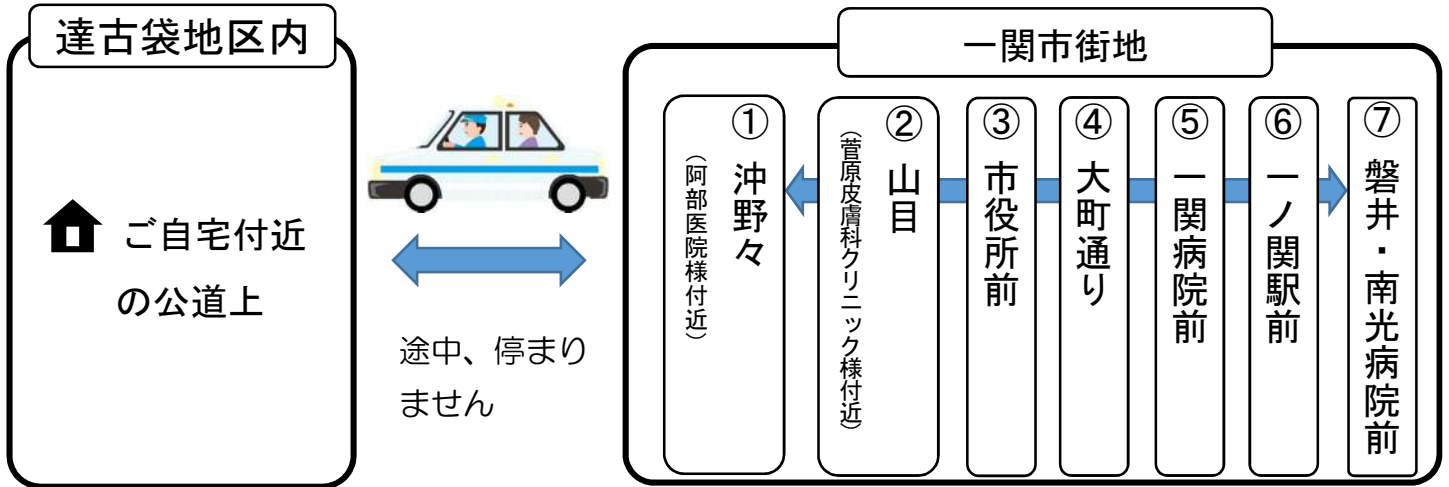 達古袋地区内
ご自宅付近
の公道上
途中、停まり
ません
一関市街地
①沖野々
（阿部医院様付近）
②山目
（菅原皮膚科クリニック様付近）
③市役所前
④大町通り
⑤一関病院前
⑥一ノ関駅前
⑦磐井・南光病院前